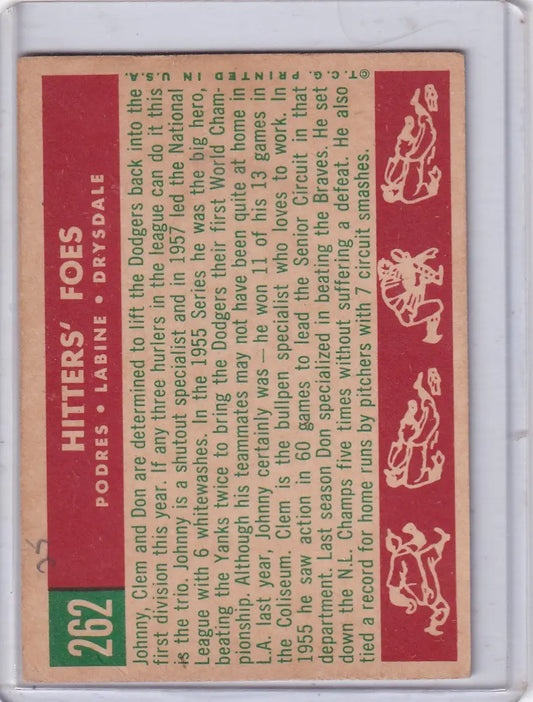 262
HITTERS' FOES
PODRES • LABINE • DRYSDALE
Johnny, Clem and Don are determined to lift the Dodgers back into the
first division this year. If any three hurlers in the league can do it this
is the trio. Johnny is a shutout specialist and in 1957 led the National
League with 6 whitewashes. In the 1955 Series he was the big hero,
beating the Yanks twice to bring the Dodgers their first World Cham-
pionship. Although his teammates may not have been quite at home in
L.A. last year, Johnny certainly was — he won 11 of his 13 games in
the Coliseum. Clem is the bullpen specialist who loves to work. In
1955 he saw action in 60 games to lead the Senior Circuit in that
department. Last season Don specialized in beating the Braves. He set
down the N.L. Champs five times without suffering a defeat. He also
tied a record for home runs by pitchers with 7 circuit smashes.
©T.C.G. PRINTED IN U.S.A.
25